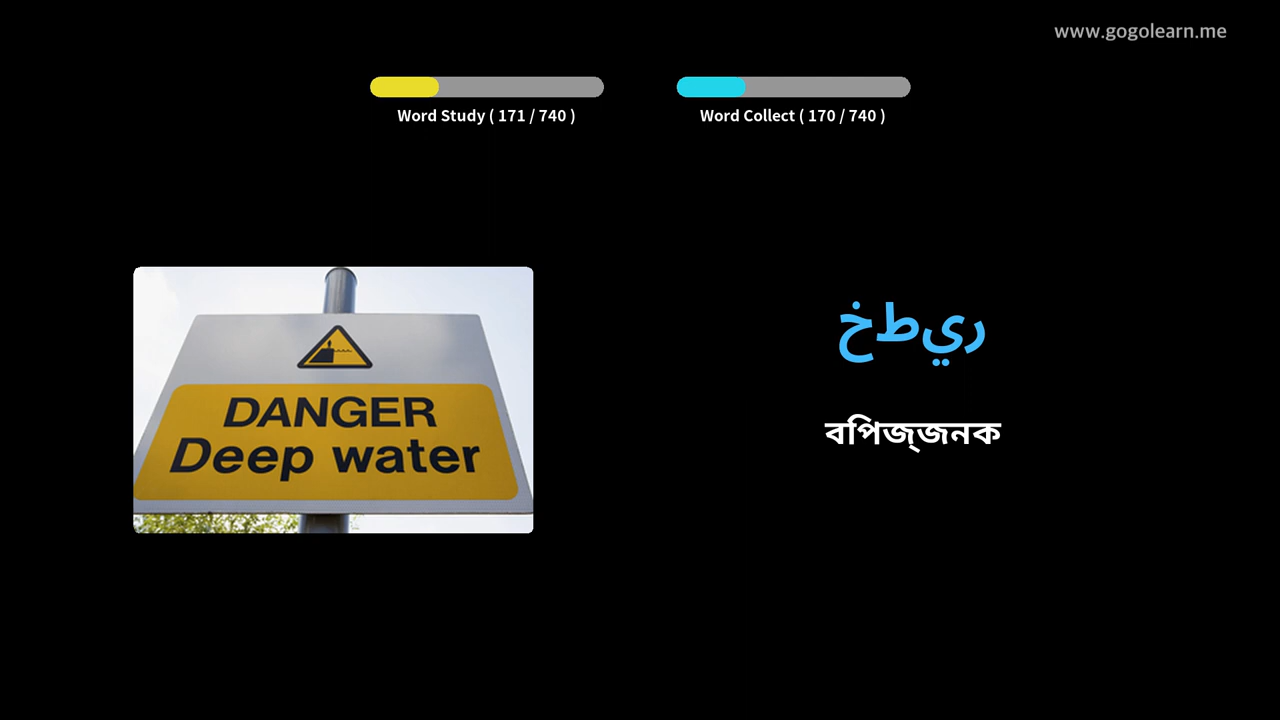 www.gogolearn.me
Word Study ( 171 / 740 )
Word Collect ( 170 / 740 )
DANGER
Deep water
خطير
বিপজ্জনক